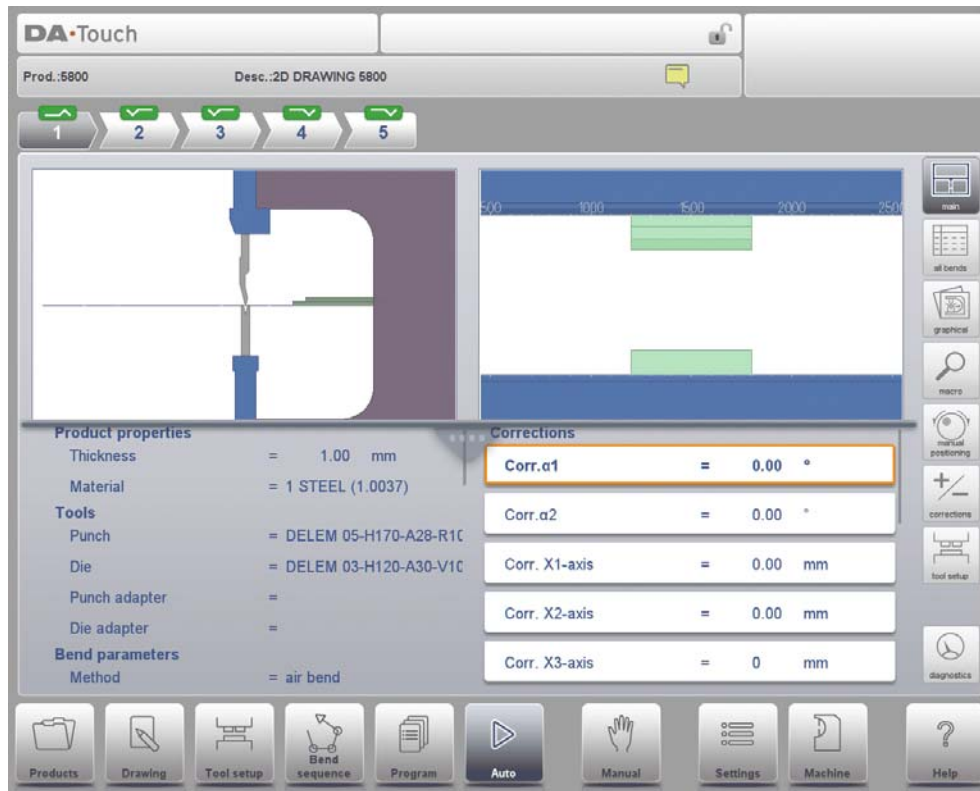 DA·Touch
Prod.:5800 Desc.:2D DRAWING 5800
1 2 3 4 5
500 1000 1500 2000 250
main
all bends
graphical
macro
manual positioning
corrections
tool setup
diagnostics
Product properties
Thickness = 1.00 mm
Material = 1 STEEL (1.0037)
Tools
Punch = DELEM 05-H170-A28-R10
Die = DELEM 03-H120-A30-V10
Punch adapter =
Die adapter =
Bend parameters
Method = air bend
Corrections
Corr.α1 = 0.00 °
Corr.α2 = 0.00 °
Corr. X1-axis = 0.00 mm
Corr. X2-axis = 0.00 mm
Corr. X3-axis = 0 mm
Products
Drawing
Tool setup
Bend sequence
Program
Auto
Manual
Settings
Machine
? Help